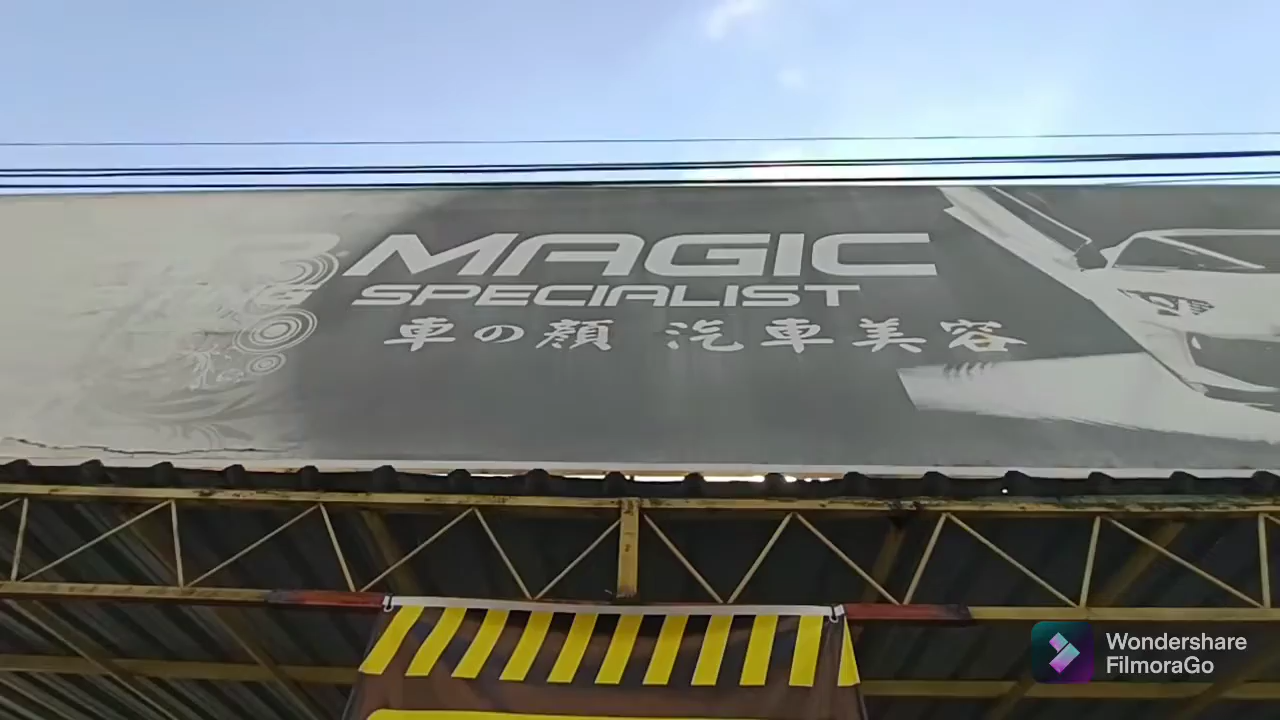 MAGIC
SPECIALIST
車の顔 汽車美容
Wondershare
FilmoraGo